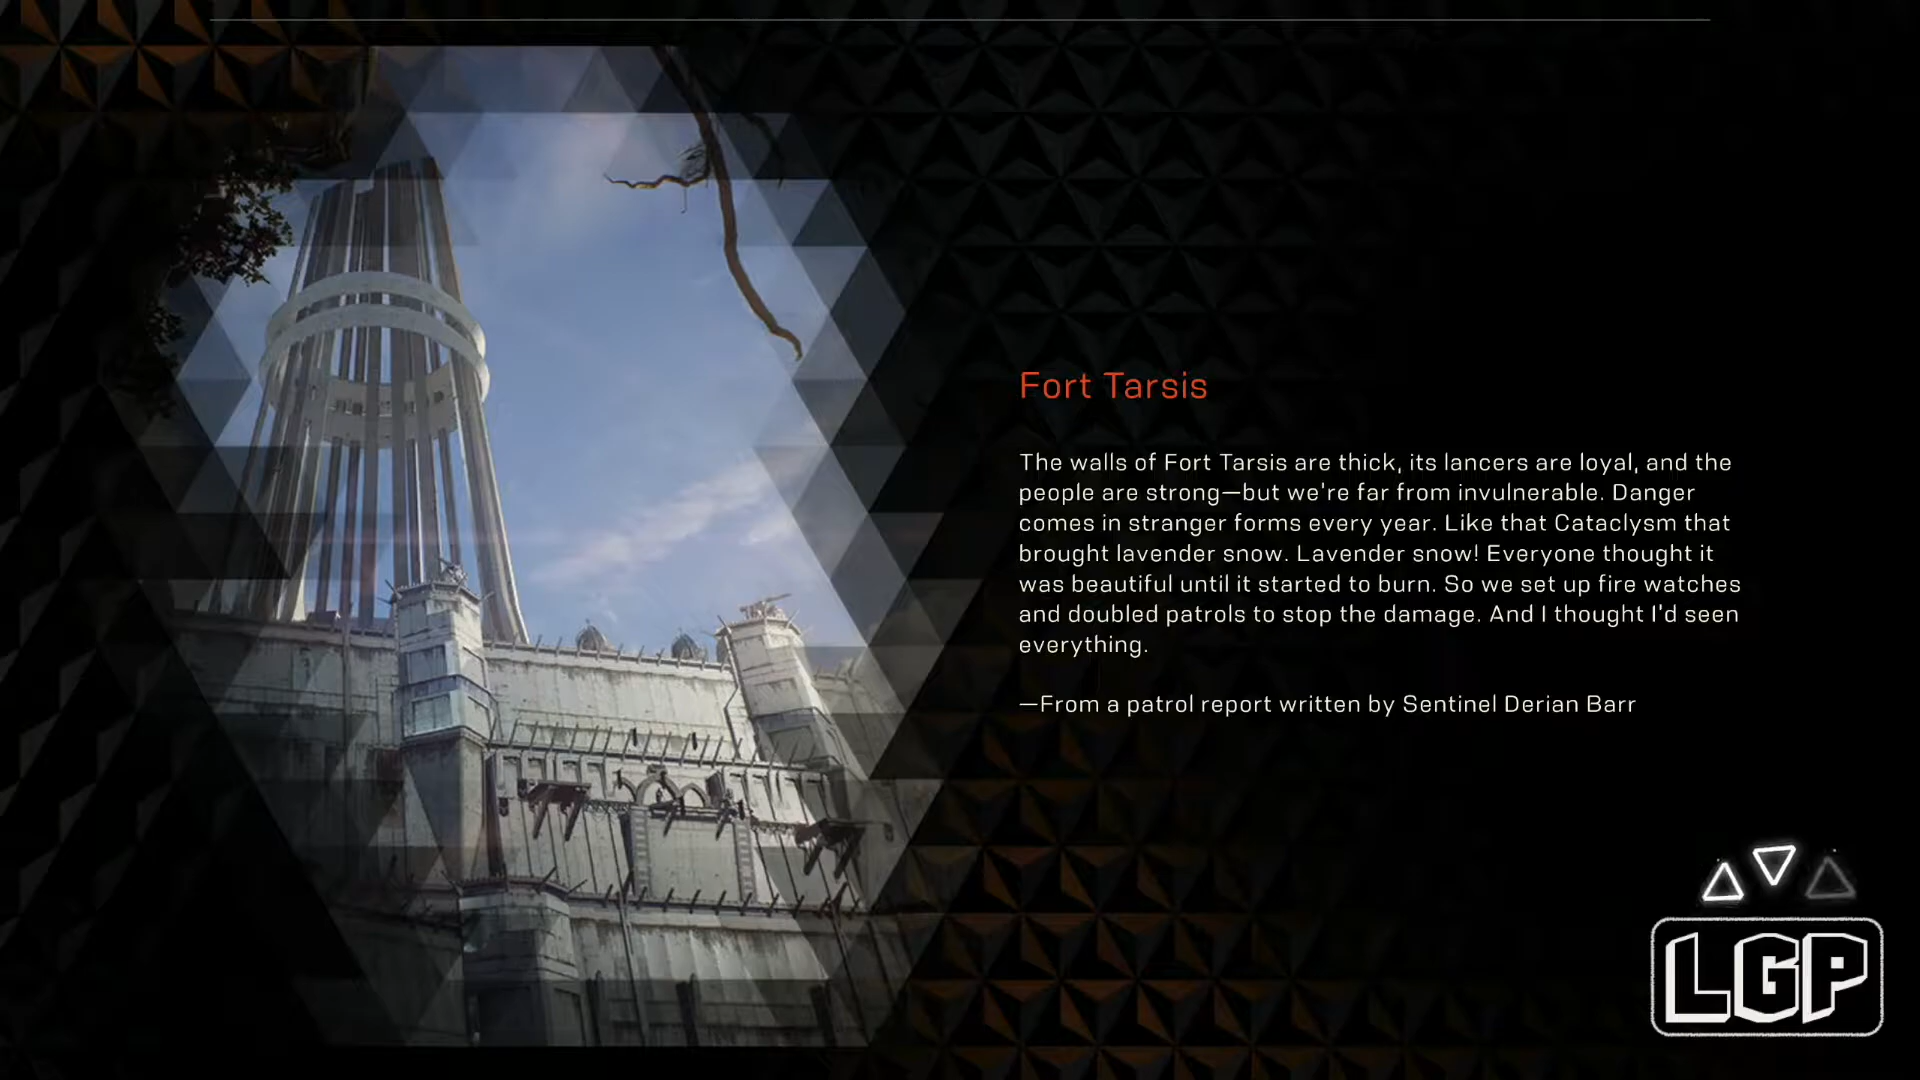 Fort Tarsis
The walls of Fort Tarsis are thick, its lancers are loyal, and the
people are strong—but we're far from invulnerable. Danger
comes in stranger forms every year. Like that Cataclysm that
brought lavender snow. Lavender snow! Everyone thought it
was beautiful until it started to burn. So we set up fire watches
and doubled patrols to stop the damage. And I thought I'd seen
everything.
—From a patrol report written by Sentinel Derian Barr
LGP